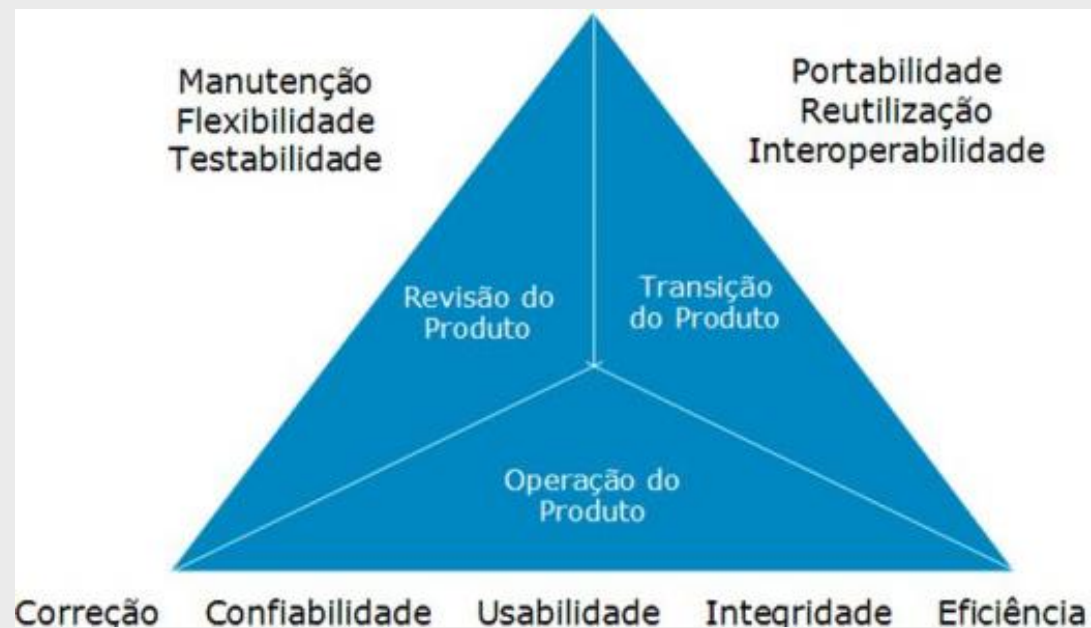 Manutenção
Flexibilidade
Testabilidade
Portabilidade
Reutilização
Interoperabilidade
Revisão do
Produto
Transição
do Produto
Operação do
Produto
Correção Confiabilidade Usabilidade Integridade Eficiência